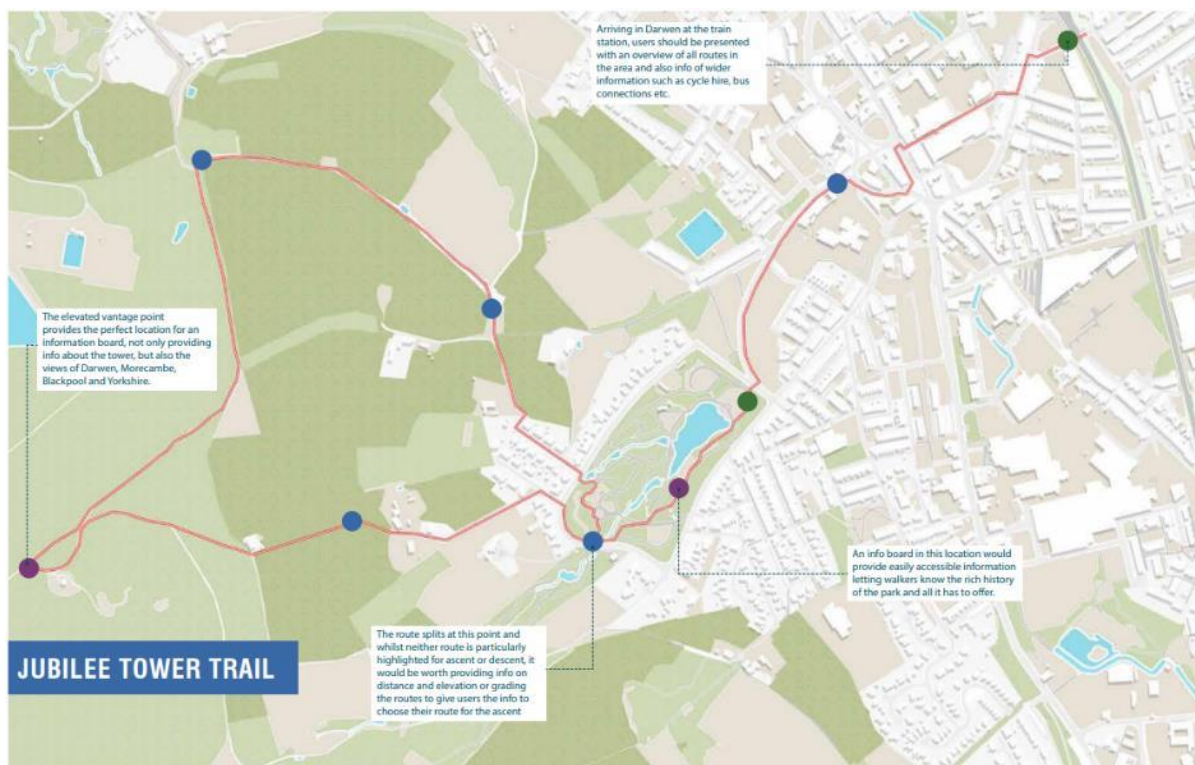 Arriving in Darwen at the train
station, users should be presented
with an overview of all routes in
the area and also info of wider
information such as cycle hire, bus
connections etc.
The elevated vantage point
provides the perfect location for an
information board, not only providing
info about the tower, but also the
views of Darwen, Morecambe,
Blackpool and Yorkshire.
An info board in this location would
provide easily accessible information
letting walkers know the rich history
of the park and all it has to offer.
The route splits at this point and
whilst neither route is particularly
highlighted for ascent or descent, it
would be worth providing info on
distance and elevation or grading
the routes to give users the info to
choose their route for the ascent
JUBILEE TOWER TRAIL